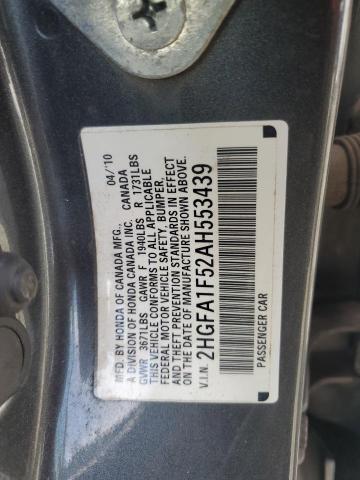 MFD. BY HONDA OF CANADA MFG., 04/10
A DIVISION OF HONDA CANADA INC. CANADA
GVWR 3671LBS GAWR F 1940LBS R 1731LBS
THIS VEHICLE CONFORMS TO ALL APPLICABLE
FEDERAL MOTOR VEHICLE SAFETY, BUMPER,
AND THEFT PREVENTION STANDARDS IN EFFECT
ON THE DATE OF MANUFACTURE SHOWN ABOVE.
V.I.N. 2HGFA1F52AH553439
PASSENGER CAR